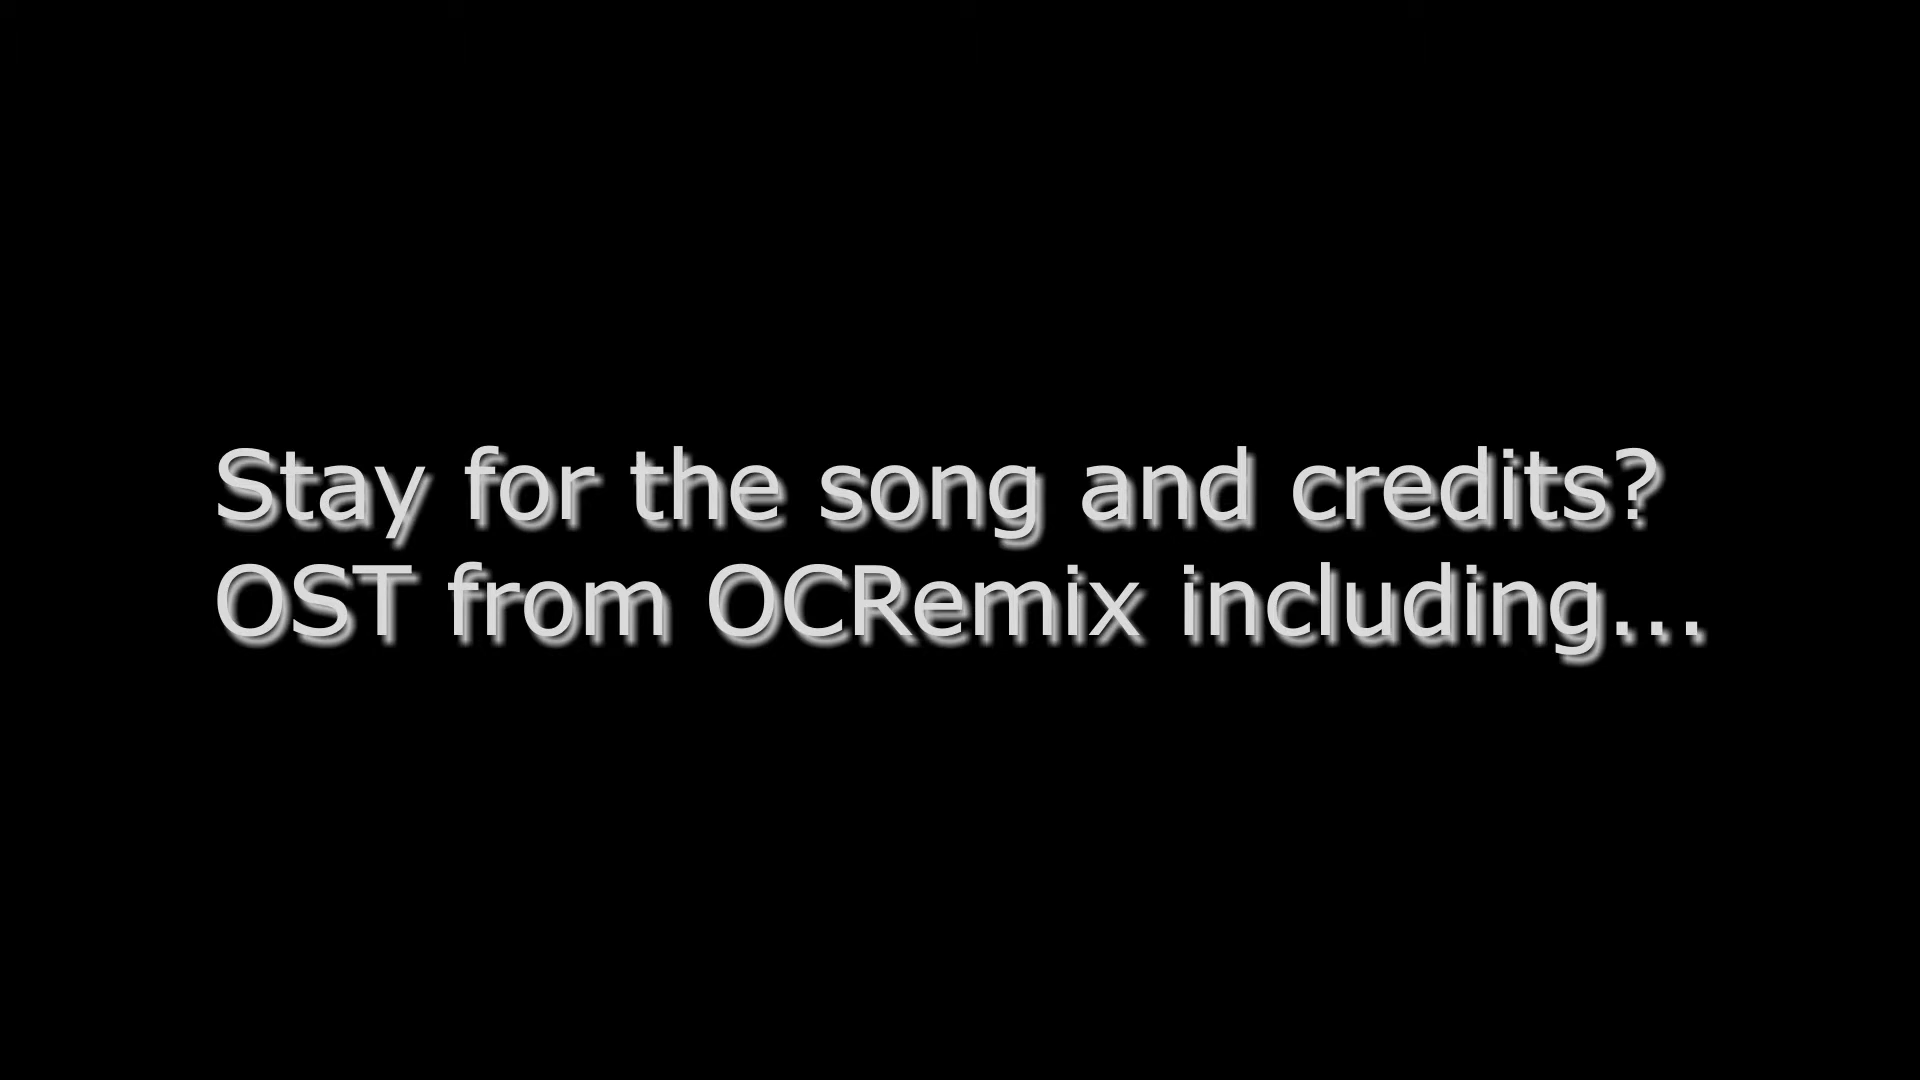 Stay for the song and credits?
OST from OCRemix including...